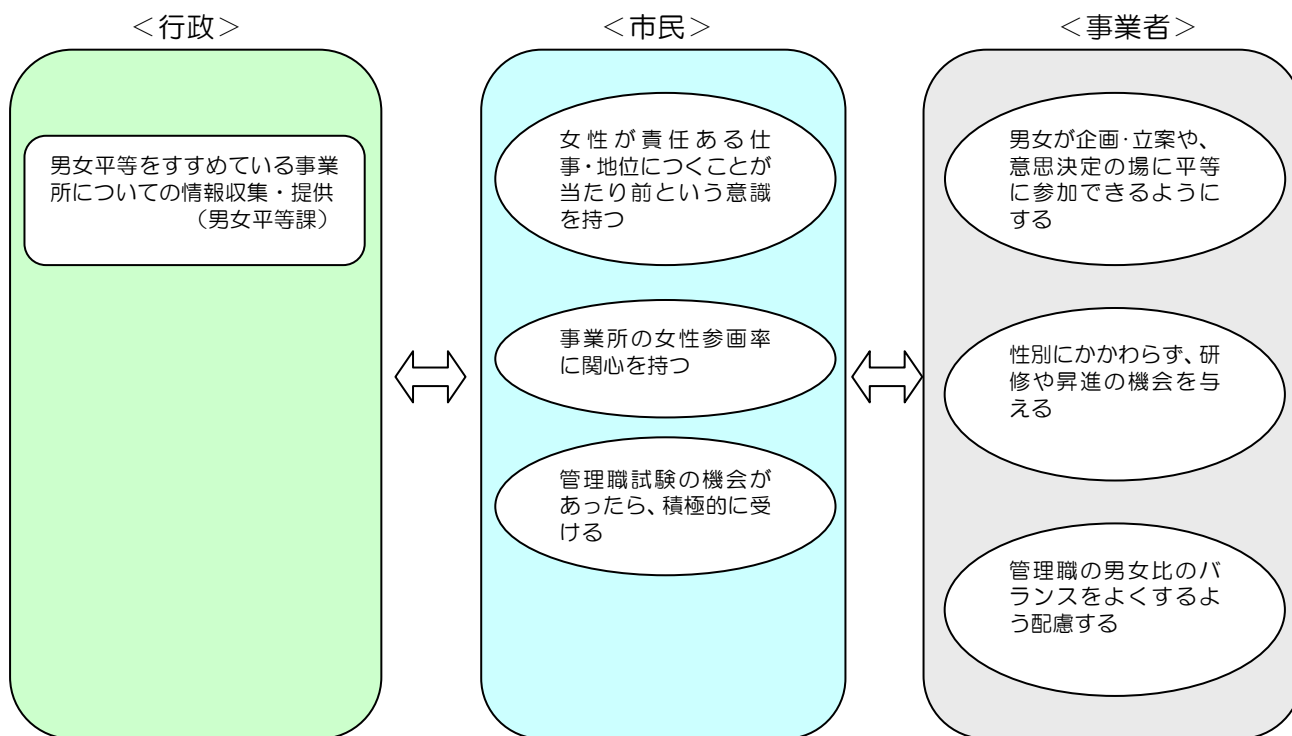 ＜行政＞
男女平等をすすめている事業
所についての情報収集・提供
（男女平等課）
＜市民＞
女性が責任ある仕
事・地位につくことが
当たり前という意識
を持つ
事業所の女性参画率
に関心を持つ
管理職試験の機会が
あったら、積極的に受
ける
＜事業者＞
男女が企画・立案や、
意思決定の場に平等
に参加できるように
する
性別にかかわらず、研
修や昇進の機会を与
える
管理職の男女比のバ
ランスをよくするよ
う配慮する